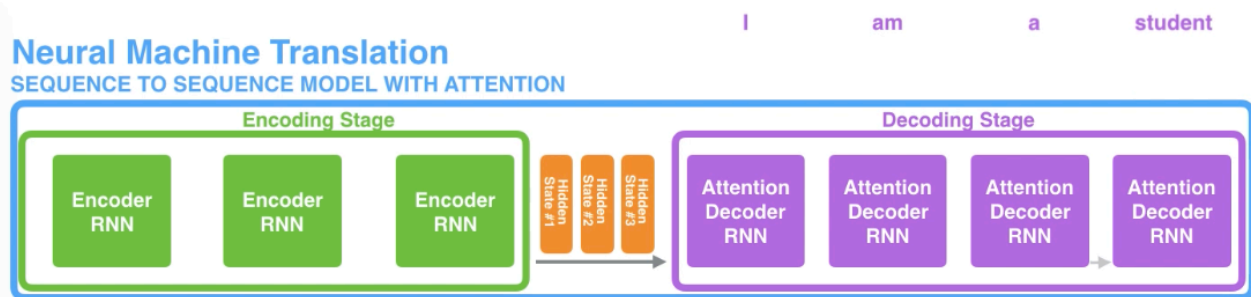 I am a student
Neural Machine Translation
SEQUENCE TO SEQUENCE MODEL WITH ATTENTION
Encoding Stage
Encoder
RNN
Encoder
RNN
Encoder
RNN
Hidden
State #1
Hidden
State #2
Hidden
State #3
Decoding Stage
Attention
Decoder
RNN
Attention
Decoder
RNN
Attention
Decoder
RNN
Attention
Decoder
RNN